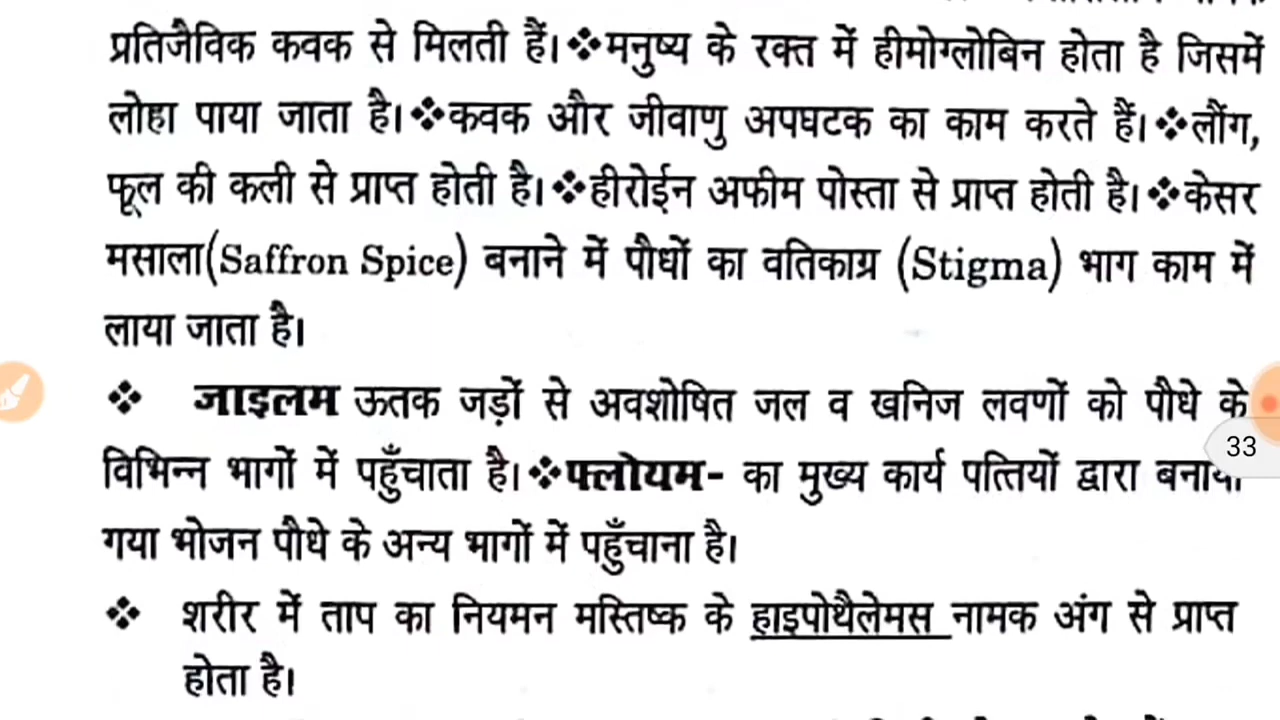 प्रतिजैविक कवक से मिलती हैं।❖मनुष्य के रक्त में हीमोग्लोबिन होता है जिसमें
लोहा पाया जाता है।❖कवक और जीवाणु अपघटक का काम करते हैं।❖लौंग,
फूल की कली से प्राप्त होती है।❖हीरोईन अफीम पोस्ता से प्राप्त होती है।❖केसर
मसाला(Saffron Spice) बनाने में पौधों का वतिकाग्र (Stigma) भाग काम में
लाया जाता है।
❖ जाइलम ऊतक जड़ों से अवशोषित जल व खनिज लवणों को पौधे के
विभिन्न भागों में पहुँचाता है।❖फ्लोयम- का मुख्य कार्य पत्तियों द्वारा बनाया
33
गया भोजन पौधे के अन्य भागों में पहुँचाना है।
❖ शरीर में ताप का नियमन मस्तिष्क के हाइपोथैलेमस नामक अंग से प्राप्त
होता है।